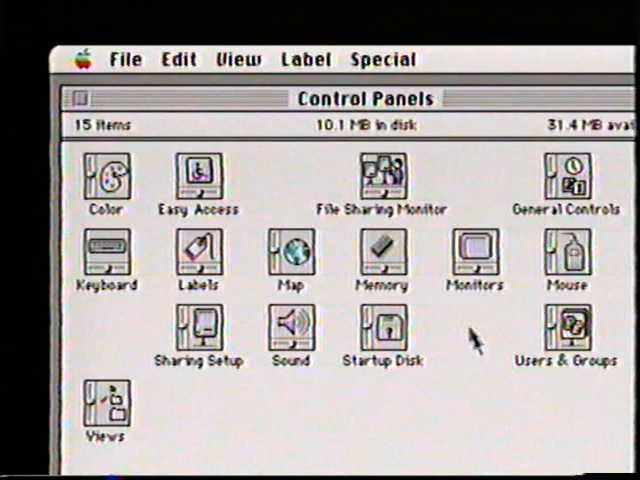 File Edit View Label Special
Control Panels
15 items 10.1 MB in disk 31.4 MB avai
Color Easy Access File Sharing Monitor General Controls
Keyboard Labels Map Memory Monitors Mouse
Sharing Setup Sound Startup Disk Users & Groups
Views